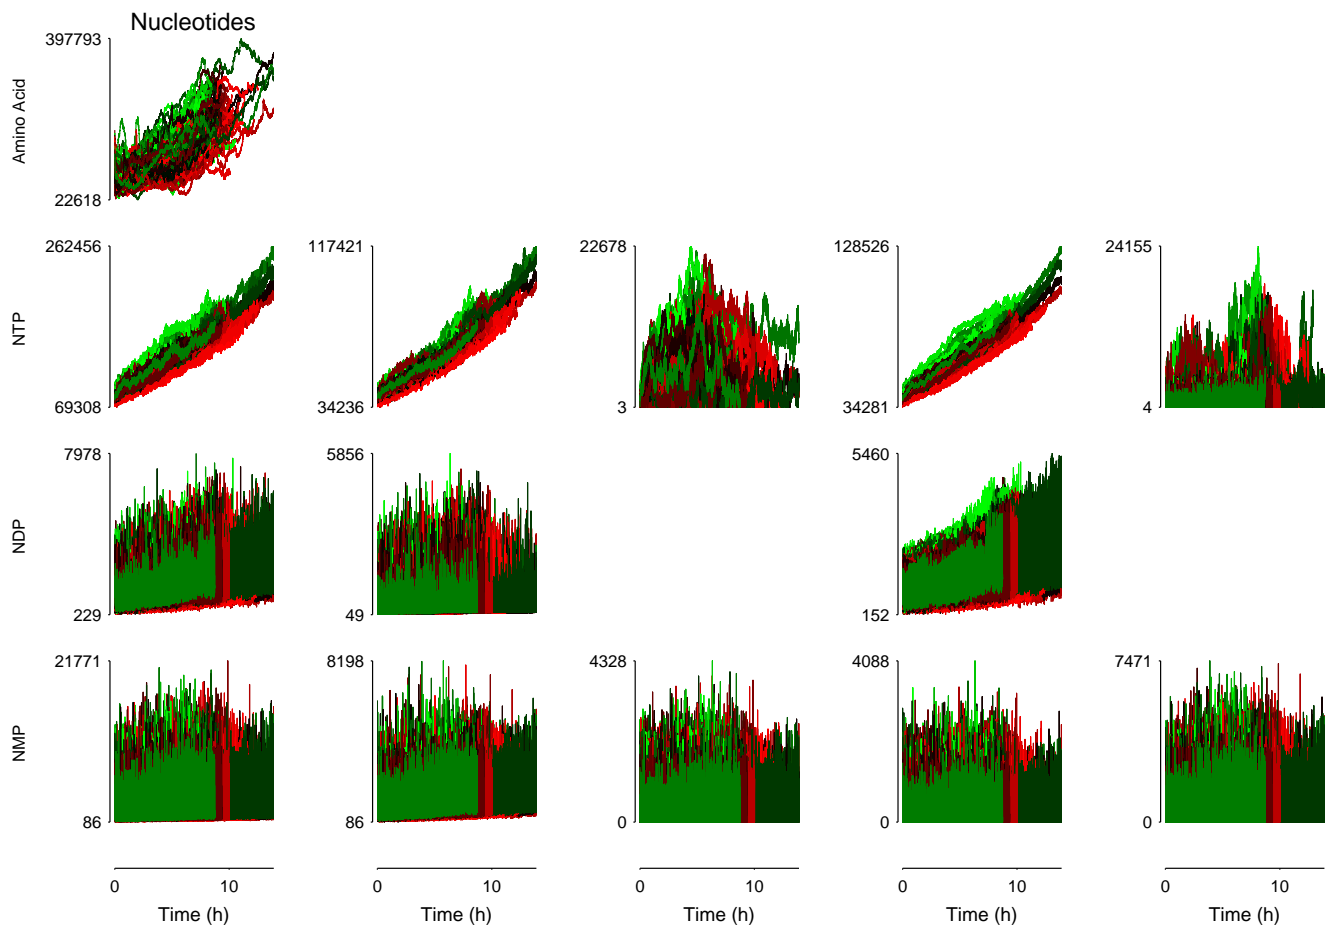 Nucleotides
397793
Amino Acid
22618
262456 117421 22678 128526 24155
NTP
69308 34236 3 34281 4
7978 5856 5460
NDP
229 49 152
21771 8198 4328 4088 7471
NMP
86 86 0 0 0
0 10 0 10 0 10 0 10 0 10
Time (h) Time (h) Time (h) Time (h) Time (h)